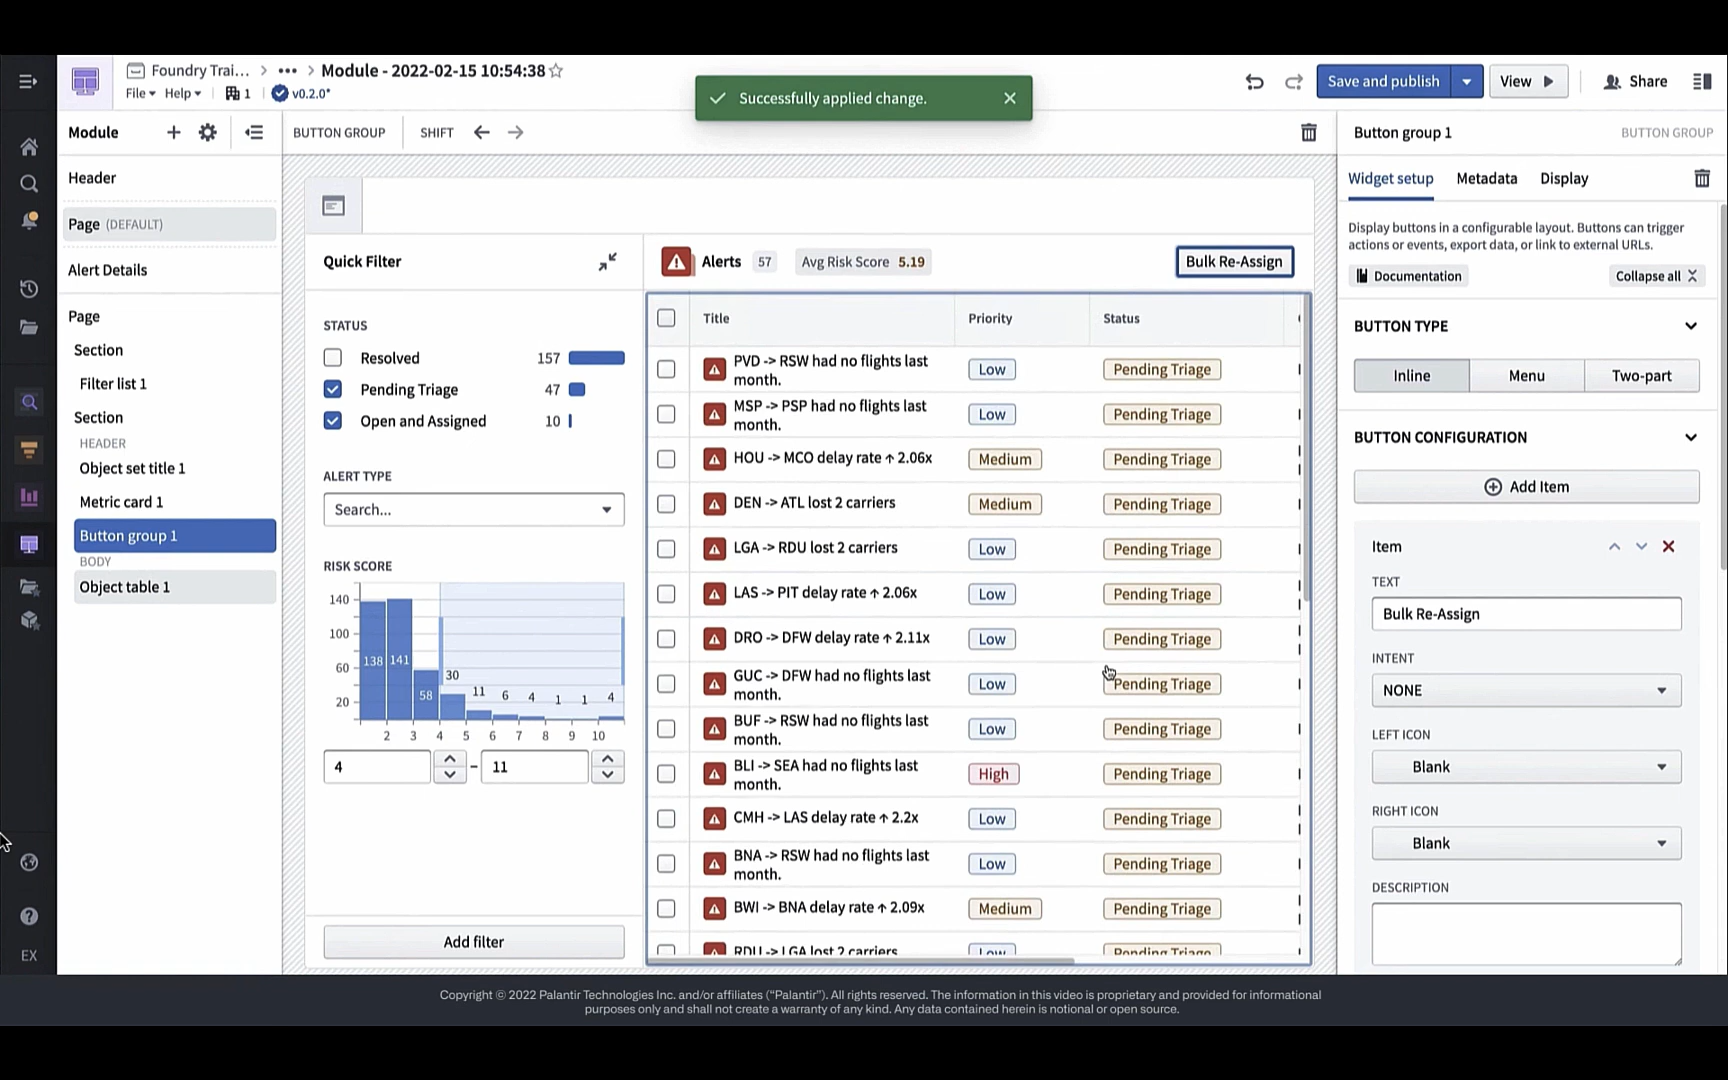 Foundry Trai... > ••• > Module - 2022-02-15 10:54:38
File Help 1 v0.2.0*
Successfully applied change.
Save and publish
View
Share
Module
BUTTON GROUP
SHIFT
Button group 1
BUTTON GROUP
Header
Page (DEFAULT)
Alert Details
Page
Section
Filter list 1
Section
HEADER
Object set title 1
Metric card 1
Button group 1
BODY
Object table 1
EX
Quick Filter
STATUS
Resolved 157
Pending Triage 47
Open and Assigned 10
ALERT TYPE
Search...
RISK SCORE
140
100
60
20
138 141 58 30 11 6 4 1 1 4
2 3 4 5 6 7 8 9 10
4 - 11
Add filter
Alerts 57 Avg Risk Score 5.19 Bulk Re-Assign
Title Priority Status
PVD -> RSW had no flights last
month.
Low Pending Triage
MSP -> PSP had no flights last
month.
Low Pending Triage
HOU -> MCO delay rate ↑ 2.06x Medium Pending Triage
DEN -> ATL lost 2 carriers Medium Pending Triage
LGA -> RDU lost 2 carriers Low Pending Triage
LAS -> PIT delay rate ↑ 2.06x Low Pending Triage
DRO -> DFW delay rate ↑ 2.11x Low Pending Triage
GUC -> DFW had no flights last
month.
Low Pending Triage
BUF -> RSW had no flights last
month.
Low Pending Triage
BLI -> SEA had no flights last
month.
High Pending Triage
CMH -> LAS delay rate ↑ 2.2x Low Pending Triage
BNA -> RSW had no flights last
month.
Low Pending Triage
BWI -> BNA delay rate ↑ 2.09x Medium Pending Triage
RDU -> LGA lost 2 carriers Low Pending Triage
Widget setup Metadata Display
Display buttons in a configurable layout. Buttons can trigger
actions or events, export data, or link to external URLs.
Documentation Collapse all
BUTTON TYPE
Inline Menu Two-part
BUTTON CONFIGURATION
Add Item
Item
TEXT
Bulk Re-Assign
INTENT
NONE
LEFT ICON
Blank
RIGHT ICON
Blank
DESCRIPTION
Copyright © 2022 Palantir Technologies Inc. and/or affiliates (“Palantir”). All rights reserved. The information in this video is proprietary and provided for informational
purposes only and shall not create a warranty of any kind. Any data contained herein is notional or open source.